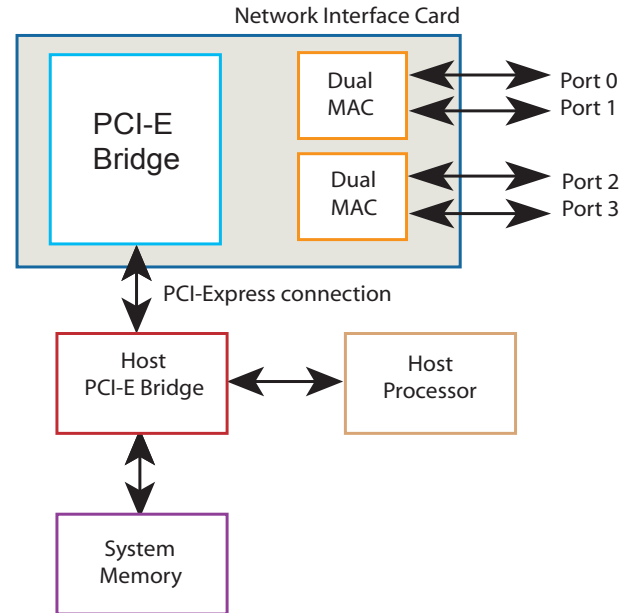 Network Interface Card
PCI-E
Bridge
Dual
MAC
Port 0
Port 1
Dual
MAC
Port 2
Port 3
PCI-Express connection
Host
PCI-E Bridge
Host
Processor
System
Memory